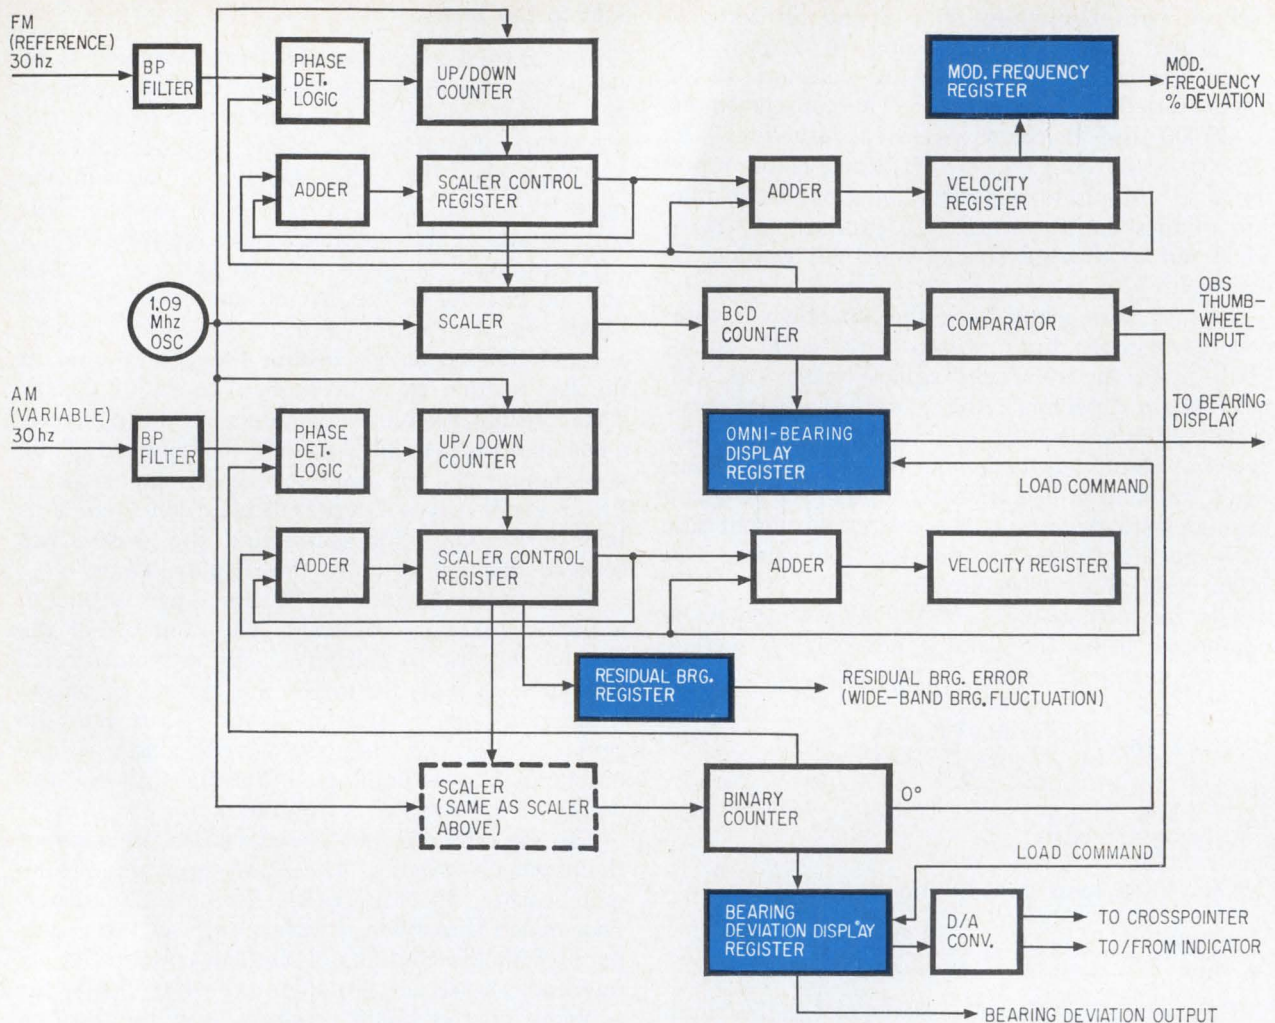 FM
(REFERENCE)
30 hz
BP
FILTER
PHASE
DET.
LOGIC
UP/DOWN
COUNTER
MOD. FREQUENCY
REGISTER
MOD.
FREQUENCY
% DEVIATION
ADDER
SCALER CONTROL
REGISTER
ADDER
VELOCITY
REGISTER
1.09
Mhz
OSC
SCALER
BCD
COUNTER
COMPARATOR
OBS
THUMB-
WHEEL
INPUT
AM
(VARIABLE)
30 hz
BP
FILTER
PHASE
DET.
LOGIC
UP/DOWN
COUNTER
OMNI-BEARING
DISPLAY
REGISTER
TO BEARING
DISPLAY
LOAD COMMAND
ADDER
SCALER CONTROL
REGISTER
ADDER
VELOCITY REGISTER
RESIDUAL BRG.
REGISTER
RESIDUAL BRG. ERROR
(WIDE-BAND BRG. FLUCTUATION)
SCALER
(SAME AS SCALER
ABOVE)
BINARY
COUNTER
0°
LOAD COMMAND
BEARING
DEVIATION DISPLAY
REGISTER
D/A
CONV.
TO CROSSPOINTER
TO/FROM INDICATOR
BEARING DEVIATION OUTPUT